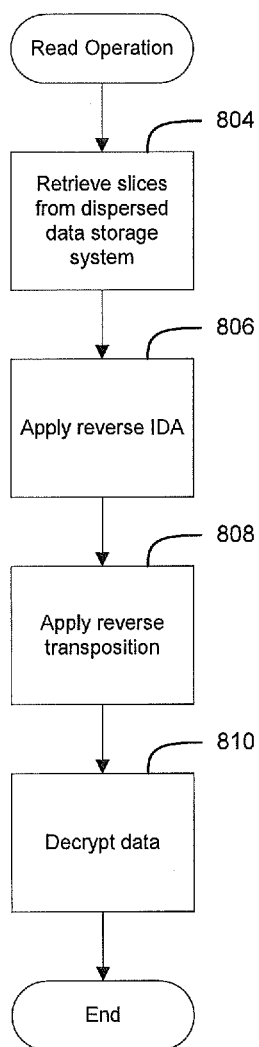 Read Operation
804
Retrieve slices
from dispersed
data storage
system
806
Apply reverse IDA
808
Apply reverse
transposition
810
Decrypt data
End